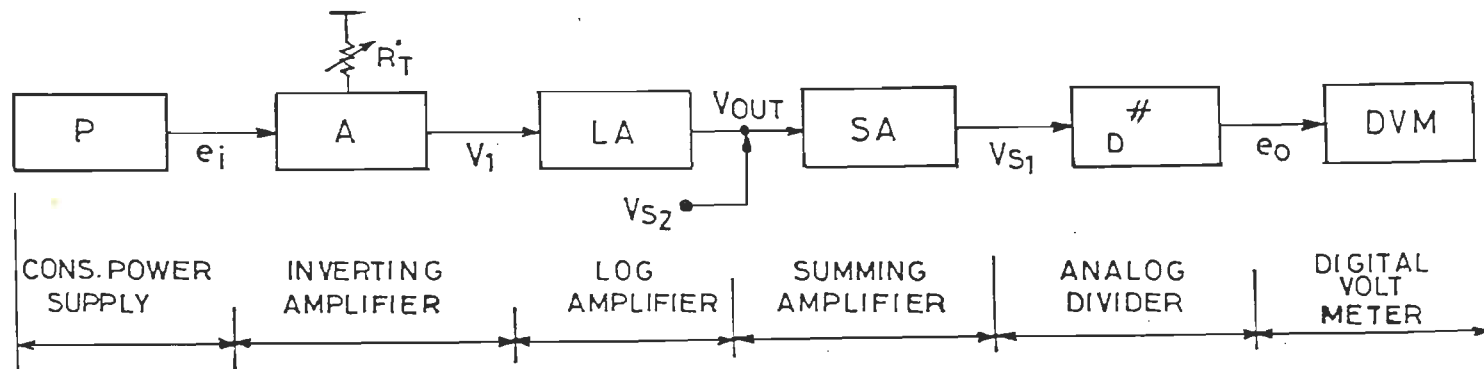 R*T
P
A
LA
VOUT
SA
D #
DVM
ei
V1
VS1
eo
VS2
CONS. POWER SUPPLY
INVERTING AMPLIFIER
LOG AMPLIFIER
SUMMING AMPLIFIER
ANALOG DIVIDER
DIGITAL VOLT METER